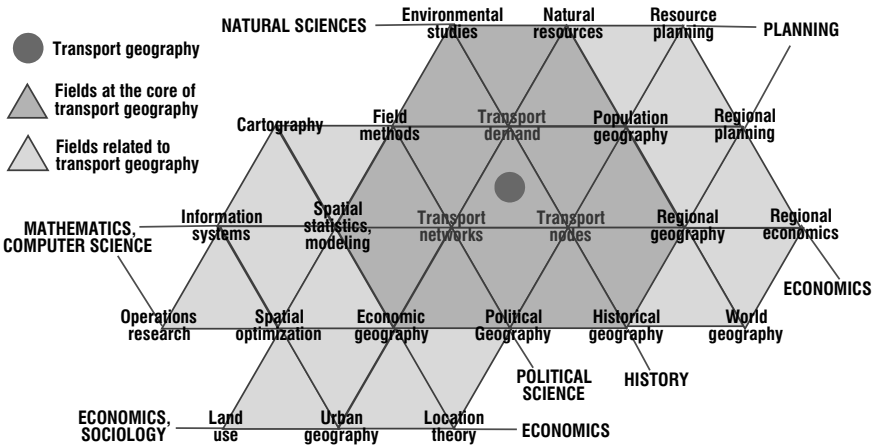 NATURAL SCIENCES
Environmental
studies
Natural
resources
Resource
planning
PLANNING
Transport geography
Fields at the core of
transport geography
Fields related to
transport geography
Cartography
Field
methods
Transport
demand
Population
geography
Regional
planning
MATHEMATICS,
COMPUTER SCIENCE
Information
systems
Spatial
statistics,
modeling
Transport
networks
Transport
nodes
Regional
geography
Regional
economics
ECONOMICS
Operations
research
Spatial
optimization
Economic
geography
Political
Geography
Historical
geography
World
geography
POLITICAL
SCIENCE
HISTORY
ECONOMICS,
SOCIOLOGY
Land
use
Urban
geography
Location
theory
ECONOMICS